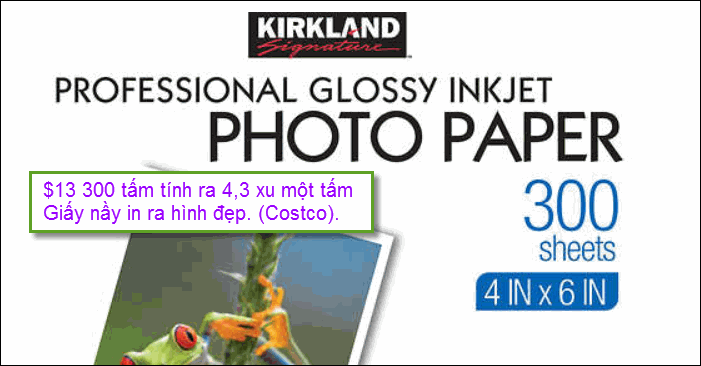 KIRKLAND
Signature
PROFESSIONAL GLOSSY INKJET
PHOTO PAPER
$13 300 tấm tính ra 4,3 xu một tấm
Giấy nầy in ra hình đẹp. (Costco).
300
sheets
4 IN x 6 IN